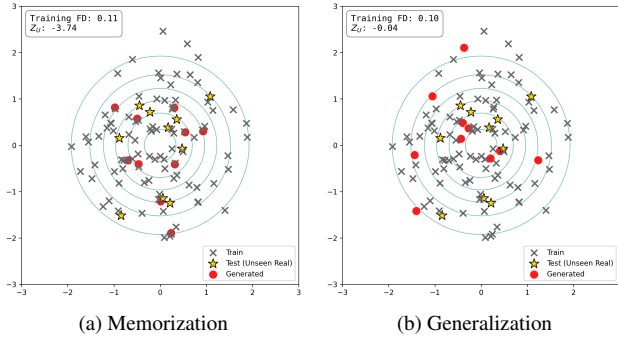 Training FD: 0.11
Z_U: -3.74
3
2
1
0
−1
−2
−3
−3
−2
−1
0
1
2
3
Train
Test (Unseen Real)
Generated
(a) Memorization
Training FD: 0.10
Z_U: -0.04
3
2
1
0
−1
−2
−3
−3
−2
−1
0
1
2
3
Train
Test (Unseen Real)
Generated
(b) Generalization